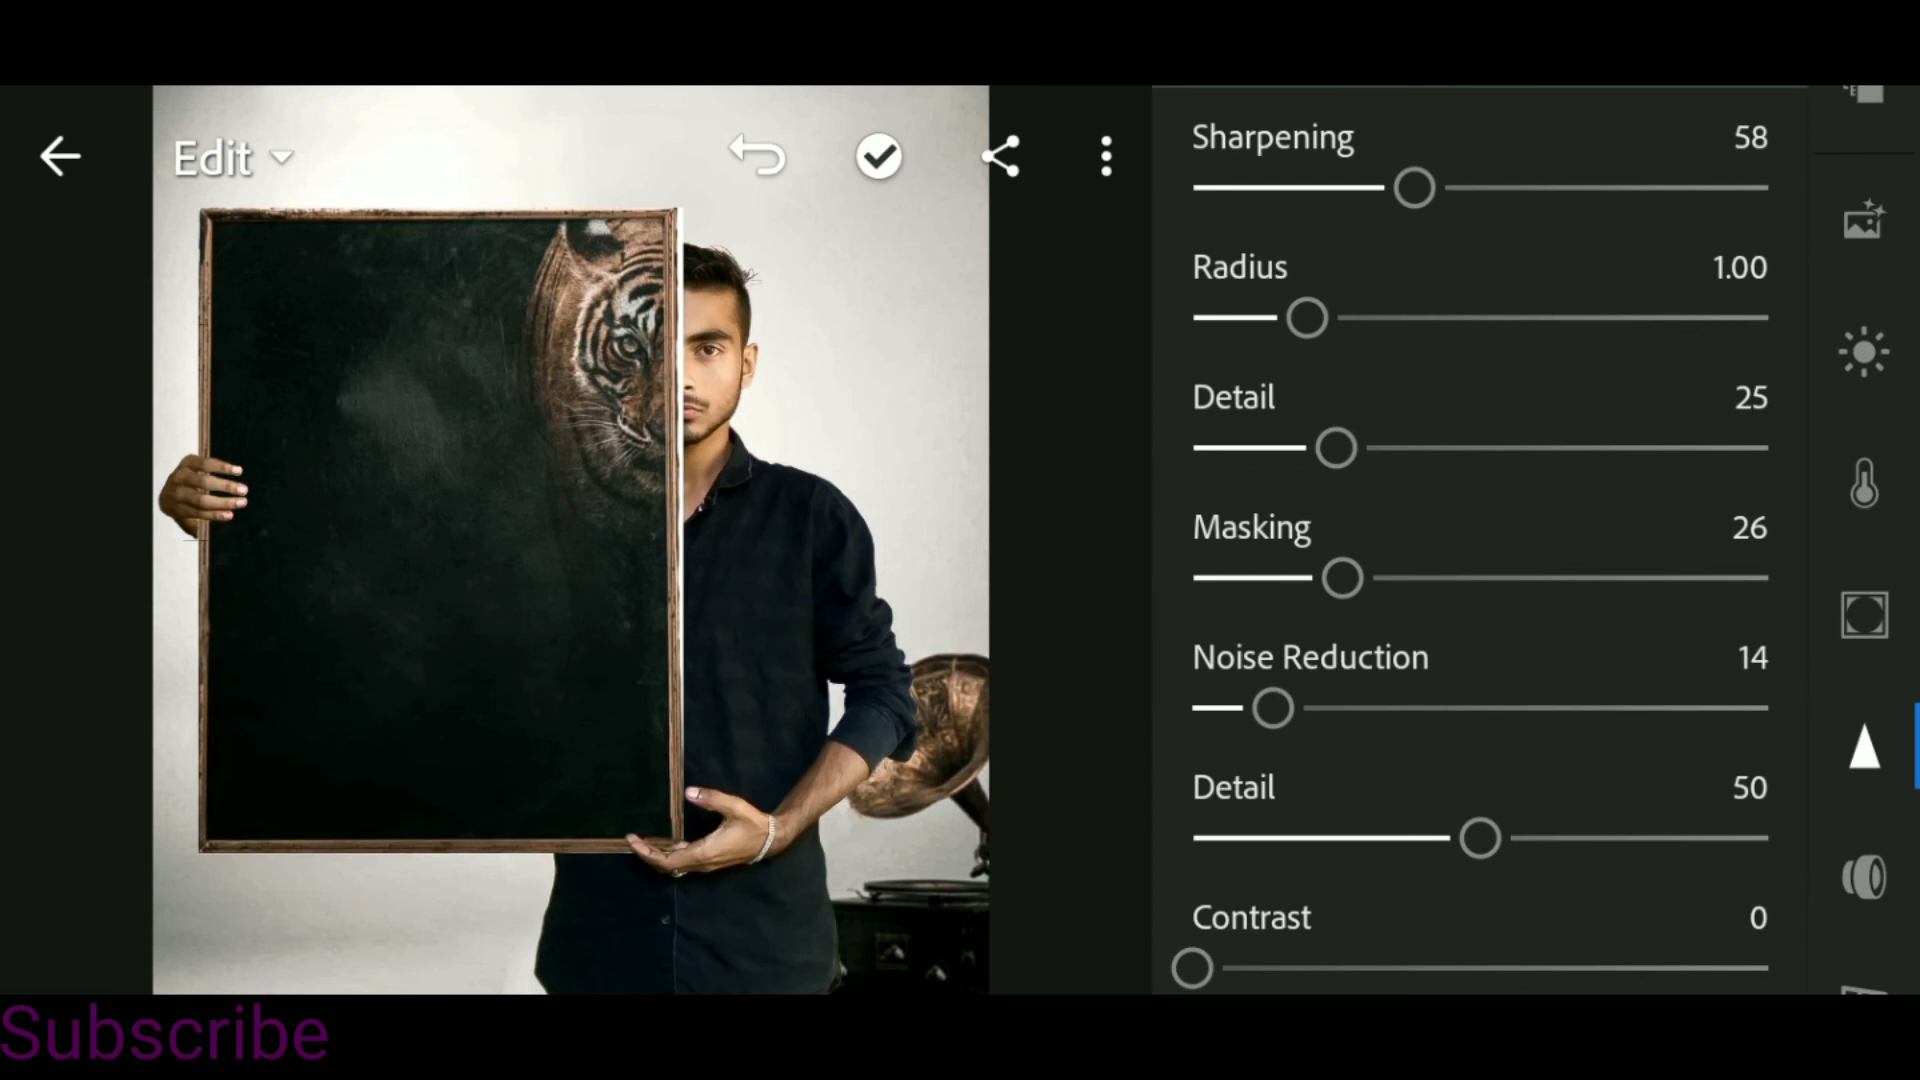 Edit
Sharpening 58
Radius 1.00
Detail 25
Masking 26
Noise Reduction 14
Detail 50
Contrast 0
Subscribe